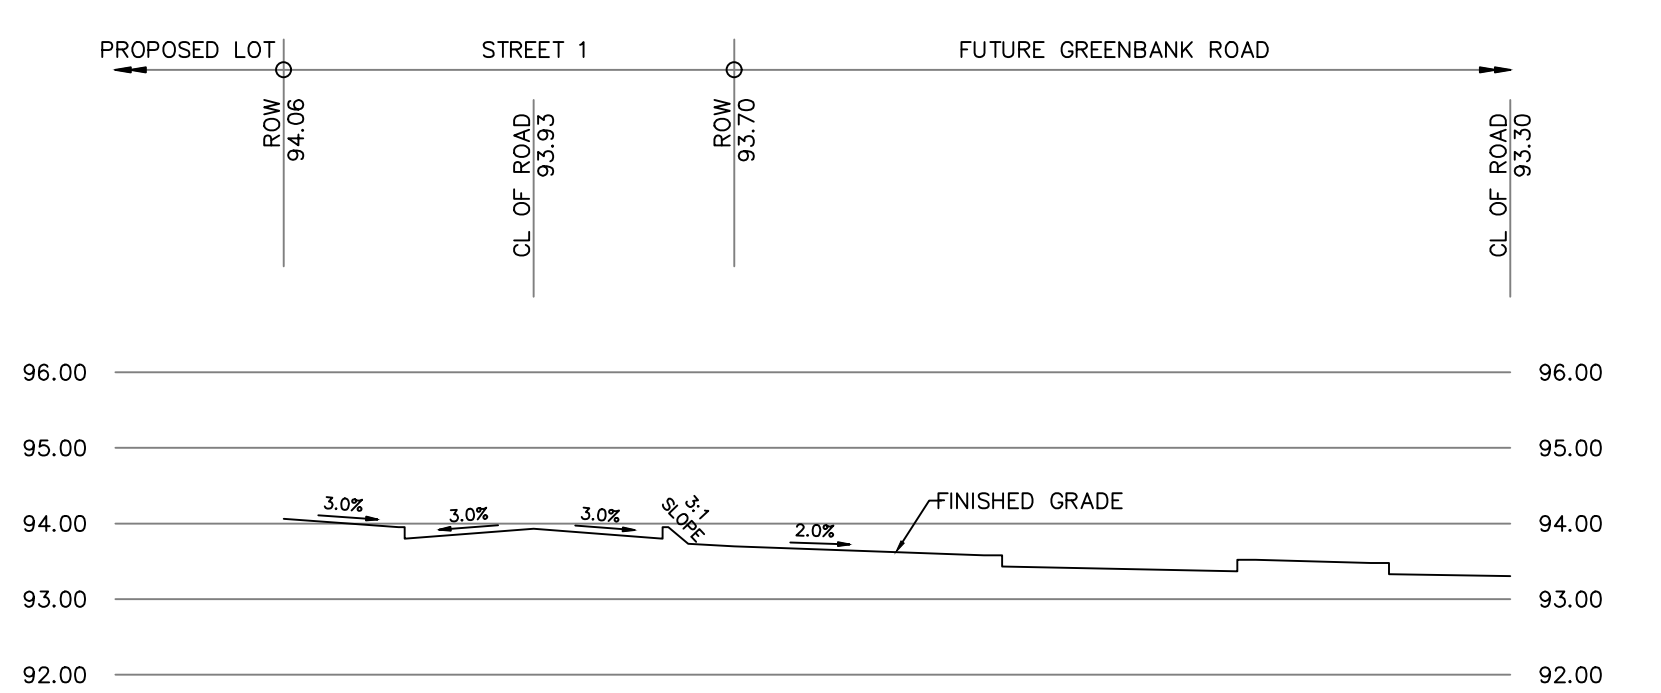 PROPOSED LOT
STREET 1
FUTURE GREENBANK ROAD
ROW
94.06
CL OF ROAD
93.93
ROW
93.70
CL OF ROAD
93.30
96.00
96.00
95.00
95.00
3.0%
3.0%
3.0%
3:1
SLOPE
FINISHED GRADE
94.00
2.0%
94.00
93.00
93.00
92.00
92.00